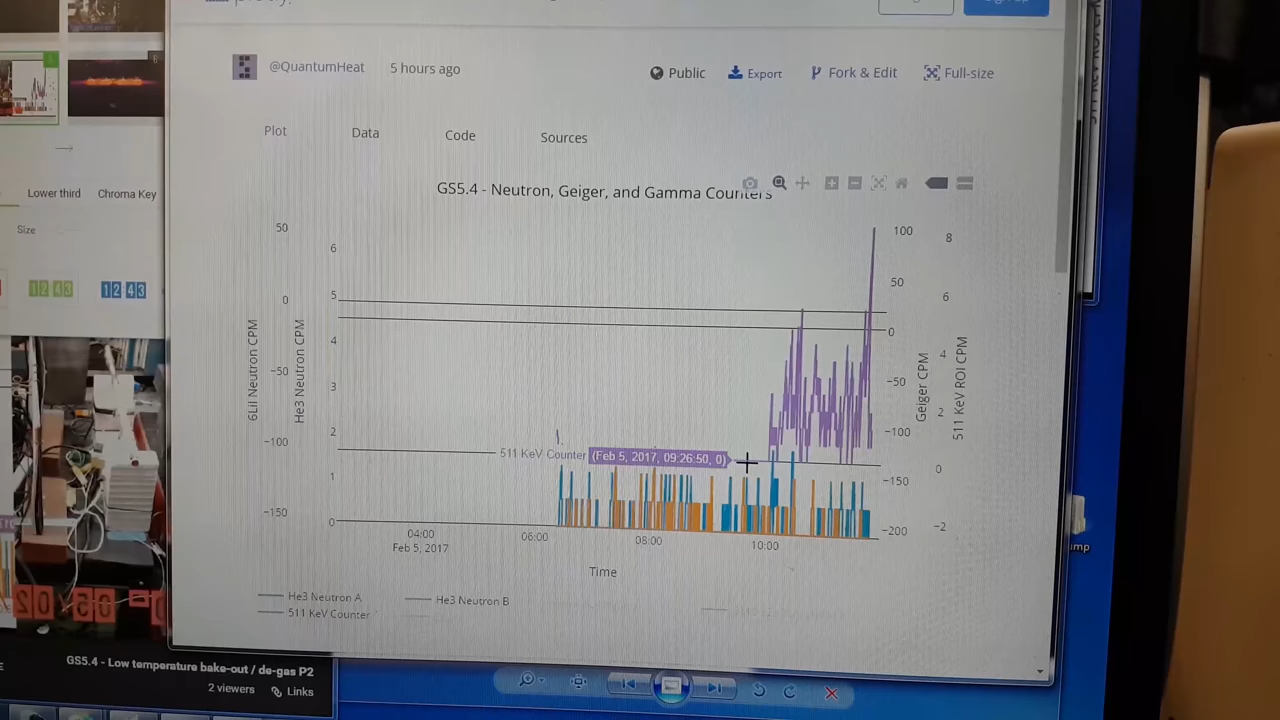 @QuantumHeat 5 hours ago Public Export Fork & Edit Full-size
Plot Data Code Sources
GS5.4 - Neutron, Geiger, and Gamma Counters
Lower third Chroma Key
Size
12:43 12:43
6Lil Neutron CPM
50
0
−50
−100
−150
He3 Neutron CPM
6
5
4
3
2
1
0
511 KeV Counter (Feb 5, 2017, 09:26:50, 0)
100
50
0
−50
−100
−150
−200
Geiger CPM
8
6
4
2
0
−2
511 KeV ROI CPM
04:00 06:00 08:00 10:00
Feb 5, 2017
Time
He3 Neutron A He3 Neutron B
511 KeV Counter
GS5.4 - Low temperature bake-out / de-gas P2
2 viewers Links